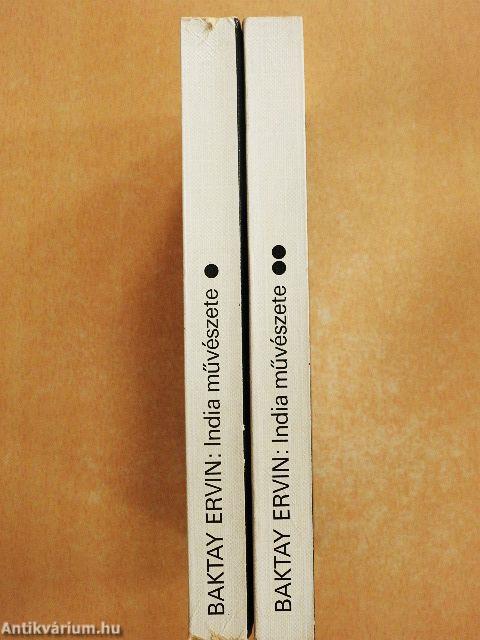 BAKTAY ERVIN: India művészete ●
BAKTAY ERVIN: India művészete ●●
Antikvárium.hu